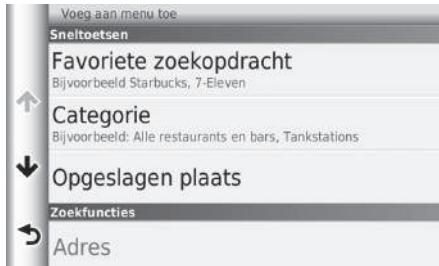 Voeg aan menu toe
Sneltoetsen
Favoriete zoekopdracht
Bijvoorbeeld Starbucks, 7-Eleven
Categorie
Bijvoorbeeld: Alle restaurants en bars, Tankstations
Opgeslagen plaats
Zoekfuncties
Adres